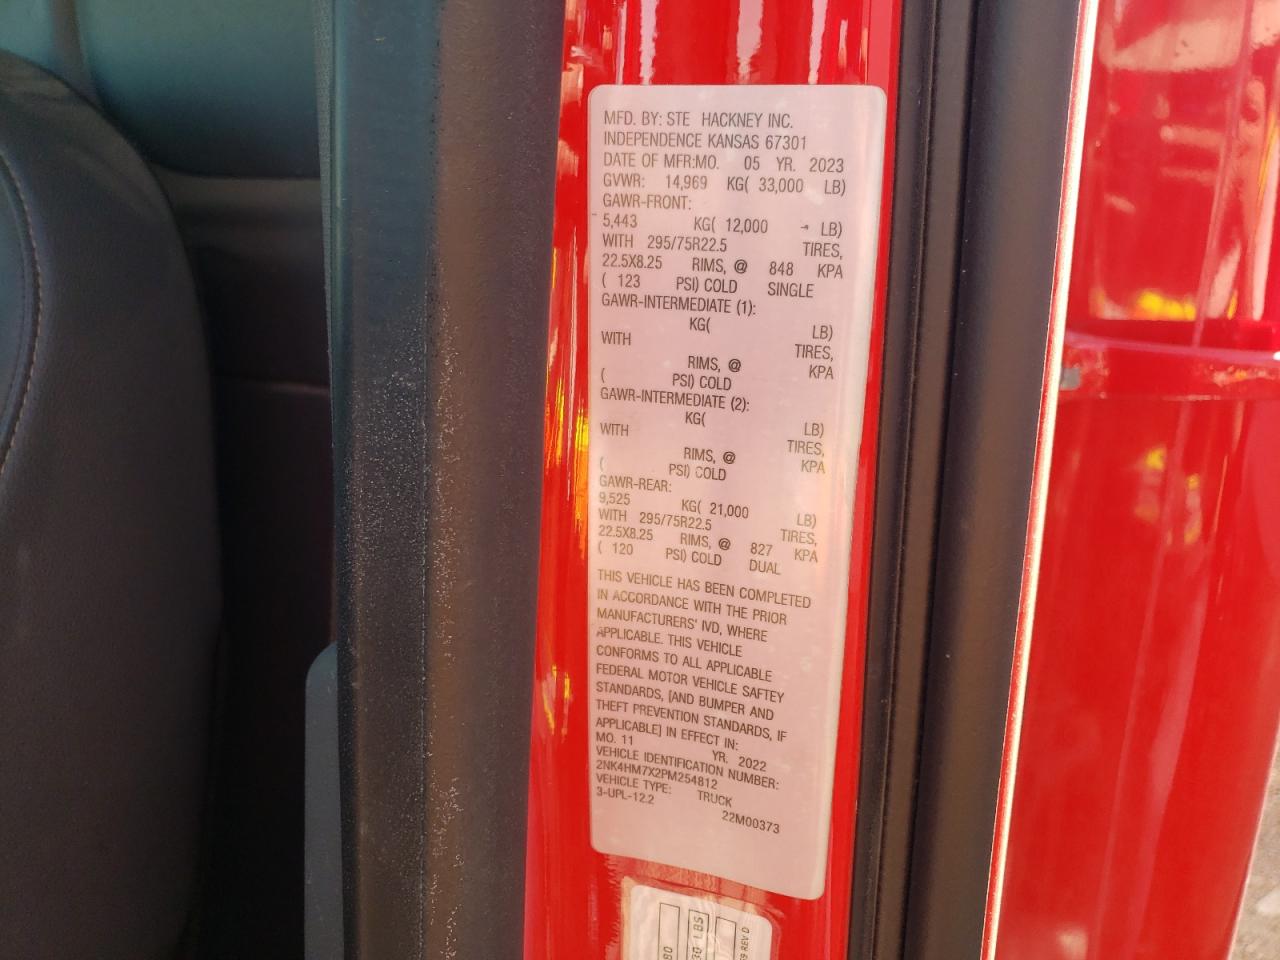 MFD. BY: STE HACKNEY INC.
INDEPENDENCE KANSAS 67301
DATE OF MFR:MO. 05 YR. 2023
GVWR: 14,969 KG( 33,000 LB)
GAWR-FRONT:
5,443 KG( 12,000 LB)
WITH 295/75R22.5 TIRES,
22.5X8.25 RIMS, @ 848 KPA
( 123 PSI) COLD SINGLE
GAWR-INTERMEDIATE (1):
KG( LB)
WITH TIRES,
RIMS, @ KPA
( PSI) COLD
GAWR-INTERMEDIATE (2):
KG( LB)
WITH TIRES,
RIMS, @ KPA
( PSI) COLD
GAWR-REAR:
9,525 KG( 21,000 LB)
WITH 295/75R22.5 TIRES,
22.5X8.25 RIMS, @ 827 KPA
( 120 PSI) COLD DUAL
THIS VEHICLE HAS BEEN COMPLETED
IN ACCORDANCE WITH THE PRIOR
MANUFACTURERS' IVD, WHERE
APPLICABLE. THIS VEHICLE
CONFORMS TO ALL APPLICABLE
FEDERAL MOTOR VEHICLE SAFTEY
STANDARDS, [AND BUMPER AND
THEFT PREVENTION STANDARDS, IF
APPLICABLE] IN EFFECT IN:
MO. 11 YR. 2022
VEHICLE IDENTIFICATION NUMBER:
2NK4HM7X2PM254812
VEHICLE TYPE: TRUCK
3-UPL-12.2
22M00373
LBS
REV D